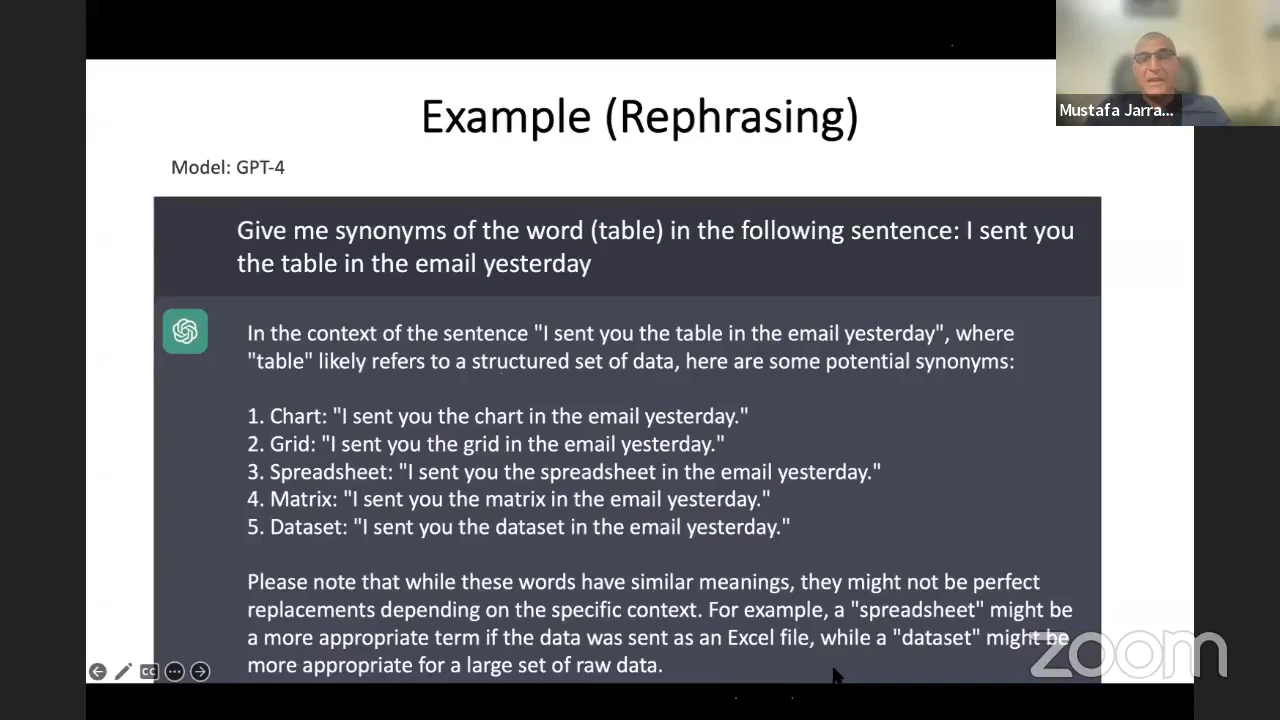 Mustafa Jarra...
Example (Rephrasing)
Model: GPT-4
Give me synonyms of the word (table) in the following sentence: I sent you
the table in the email yesterday
In the context of the sentence "I sent you the table in the email yesterday", where
"table" likely refers to a structured set of data, here are some potential synonyms:
1. Chart: "I sent you the chart in the email yesterday."
2. Grid: "I sent you the grid in the email yesterday."
3. Spreadsheet: "I sent you the spreadsheet in the email yesterday."
4. Matrix: "I sent you the matrix in the email yesterday."
5. Dataset: "I sent you the dataset in the email yesterday."
Please note that while these words have similar meanings, they might not be perfect
replacements depending on the specific context. For example, a "spreadsheet" might be
a more appropriate term if the data was sent as an Excel file, while a "dataset" might be
more appropriate for a large set of raw data.
CC
zoom